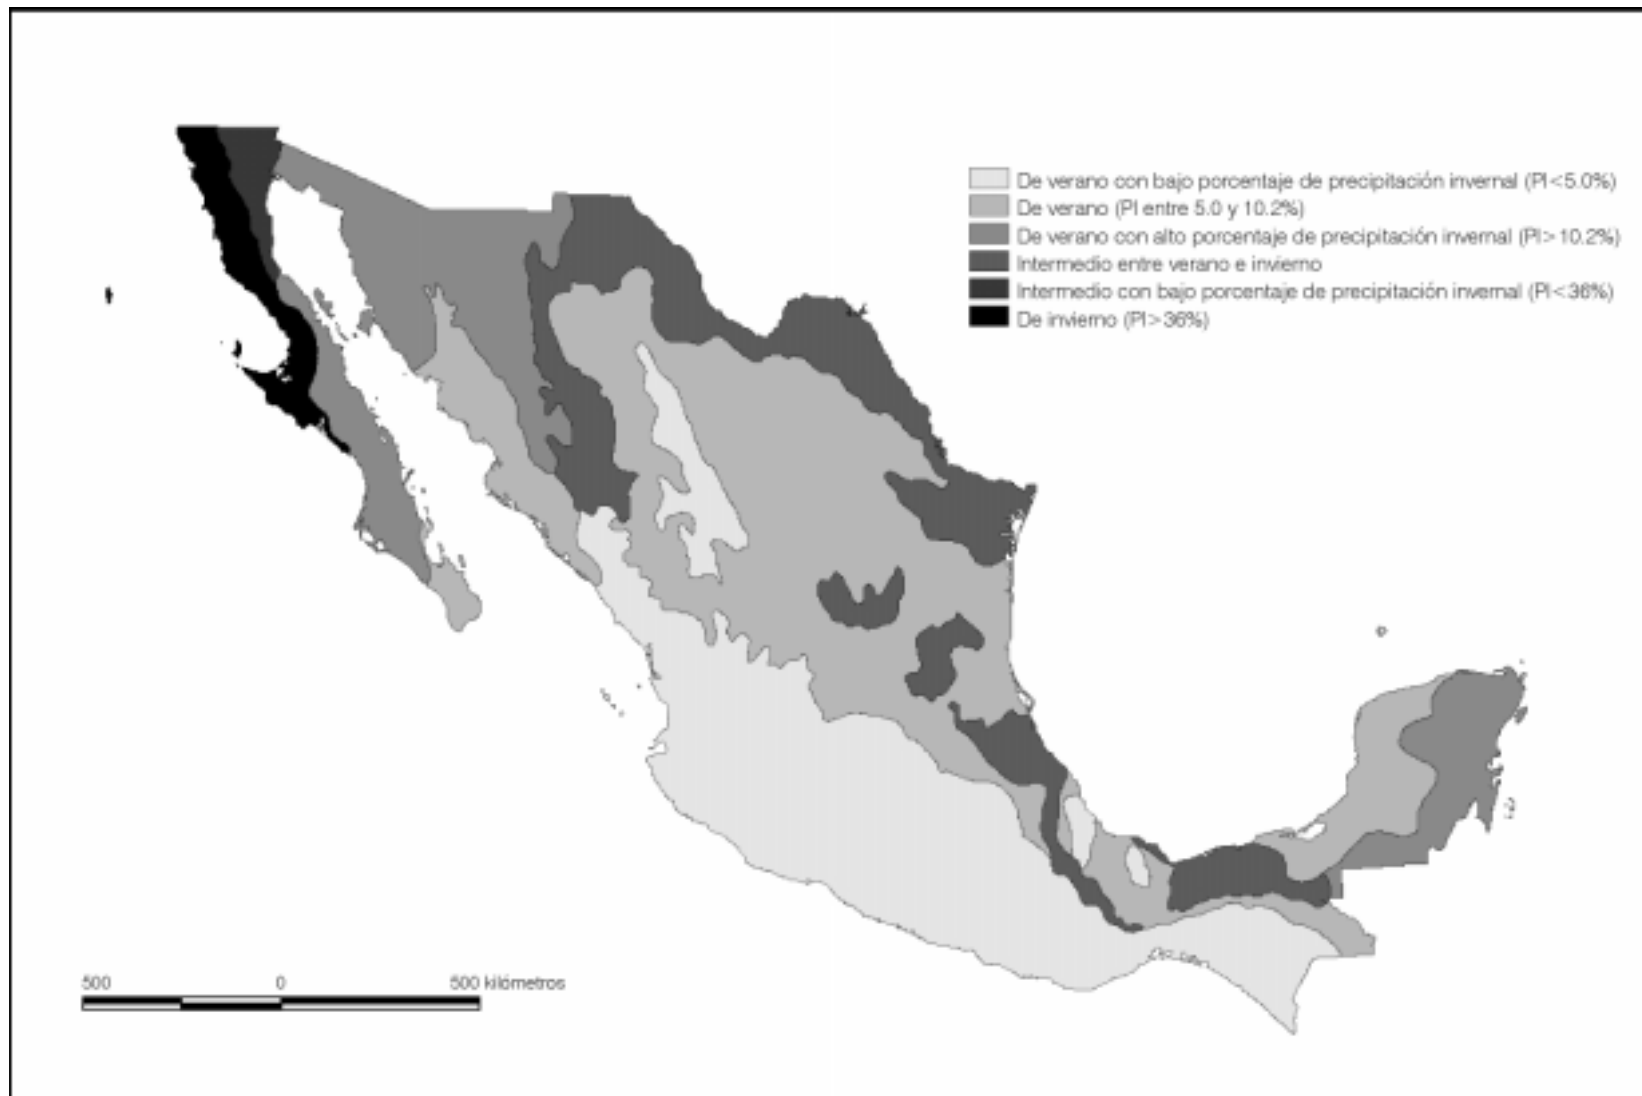 De verano con bajo porcentaje de precipitación invernal (PI<5.0%)
De verano (PI entre 5.0 y 10.2%)
De verano con alto porcentaje de precipitación invernal (PI>10.2%)
Intermedio entre verano e invierno
Intermedio con bajo porcentaje de precipitación invernal (PI<36%)
De invierno (PI>36%)
500 0 500 kilómetros